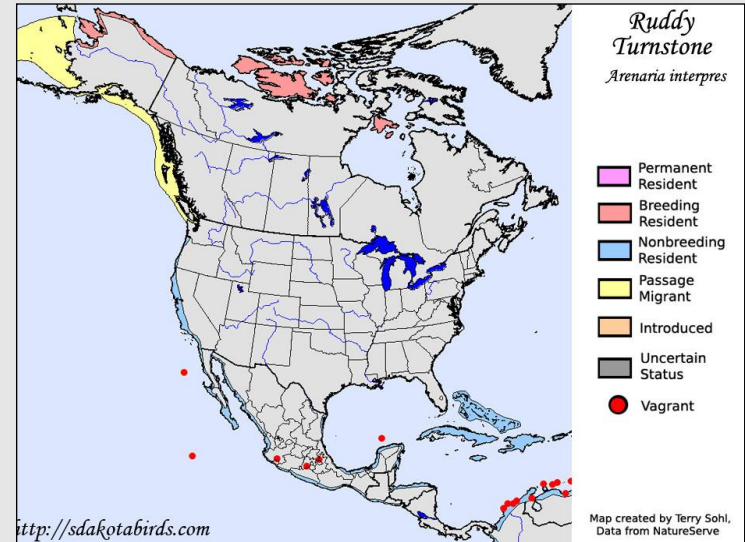 Ruddy
Turnstone
Arenaria interpres
Permanent
Resident
Breeding
Resident
Nonbreeding
Resident
Passage
Migrant
Introduced
Uncertain
Status
Vagrant
ittp://sdakotabirds.com
Map created by Terry Sohl,
Data from NatureServe